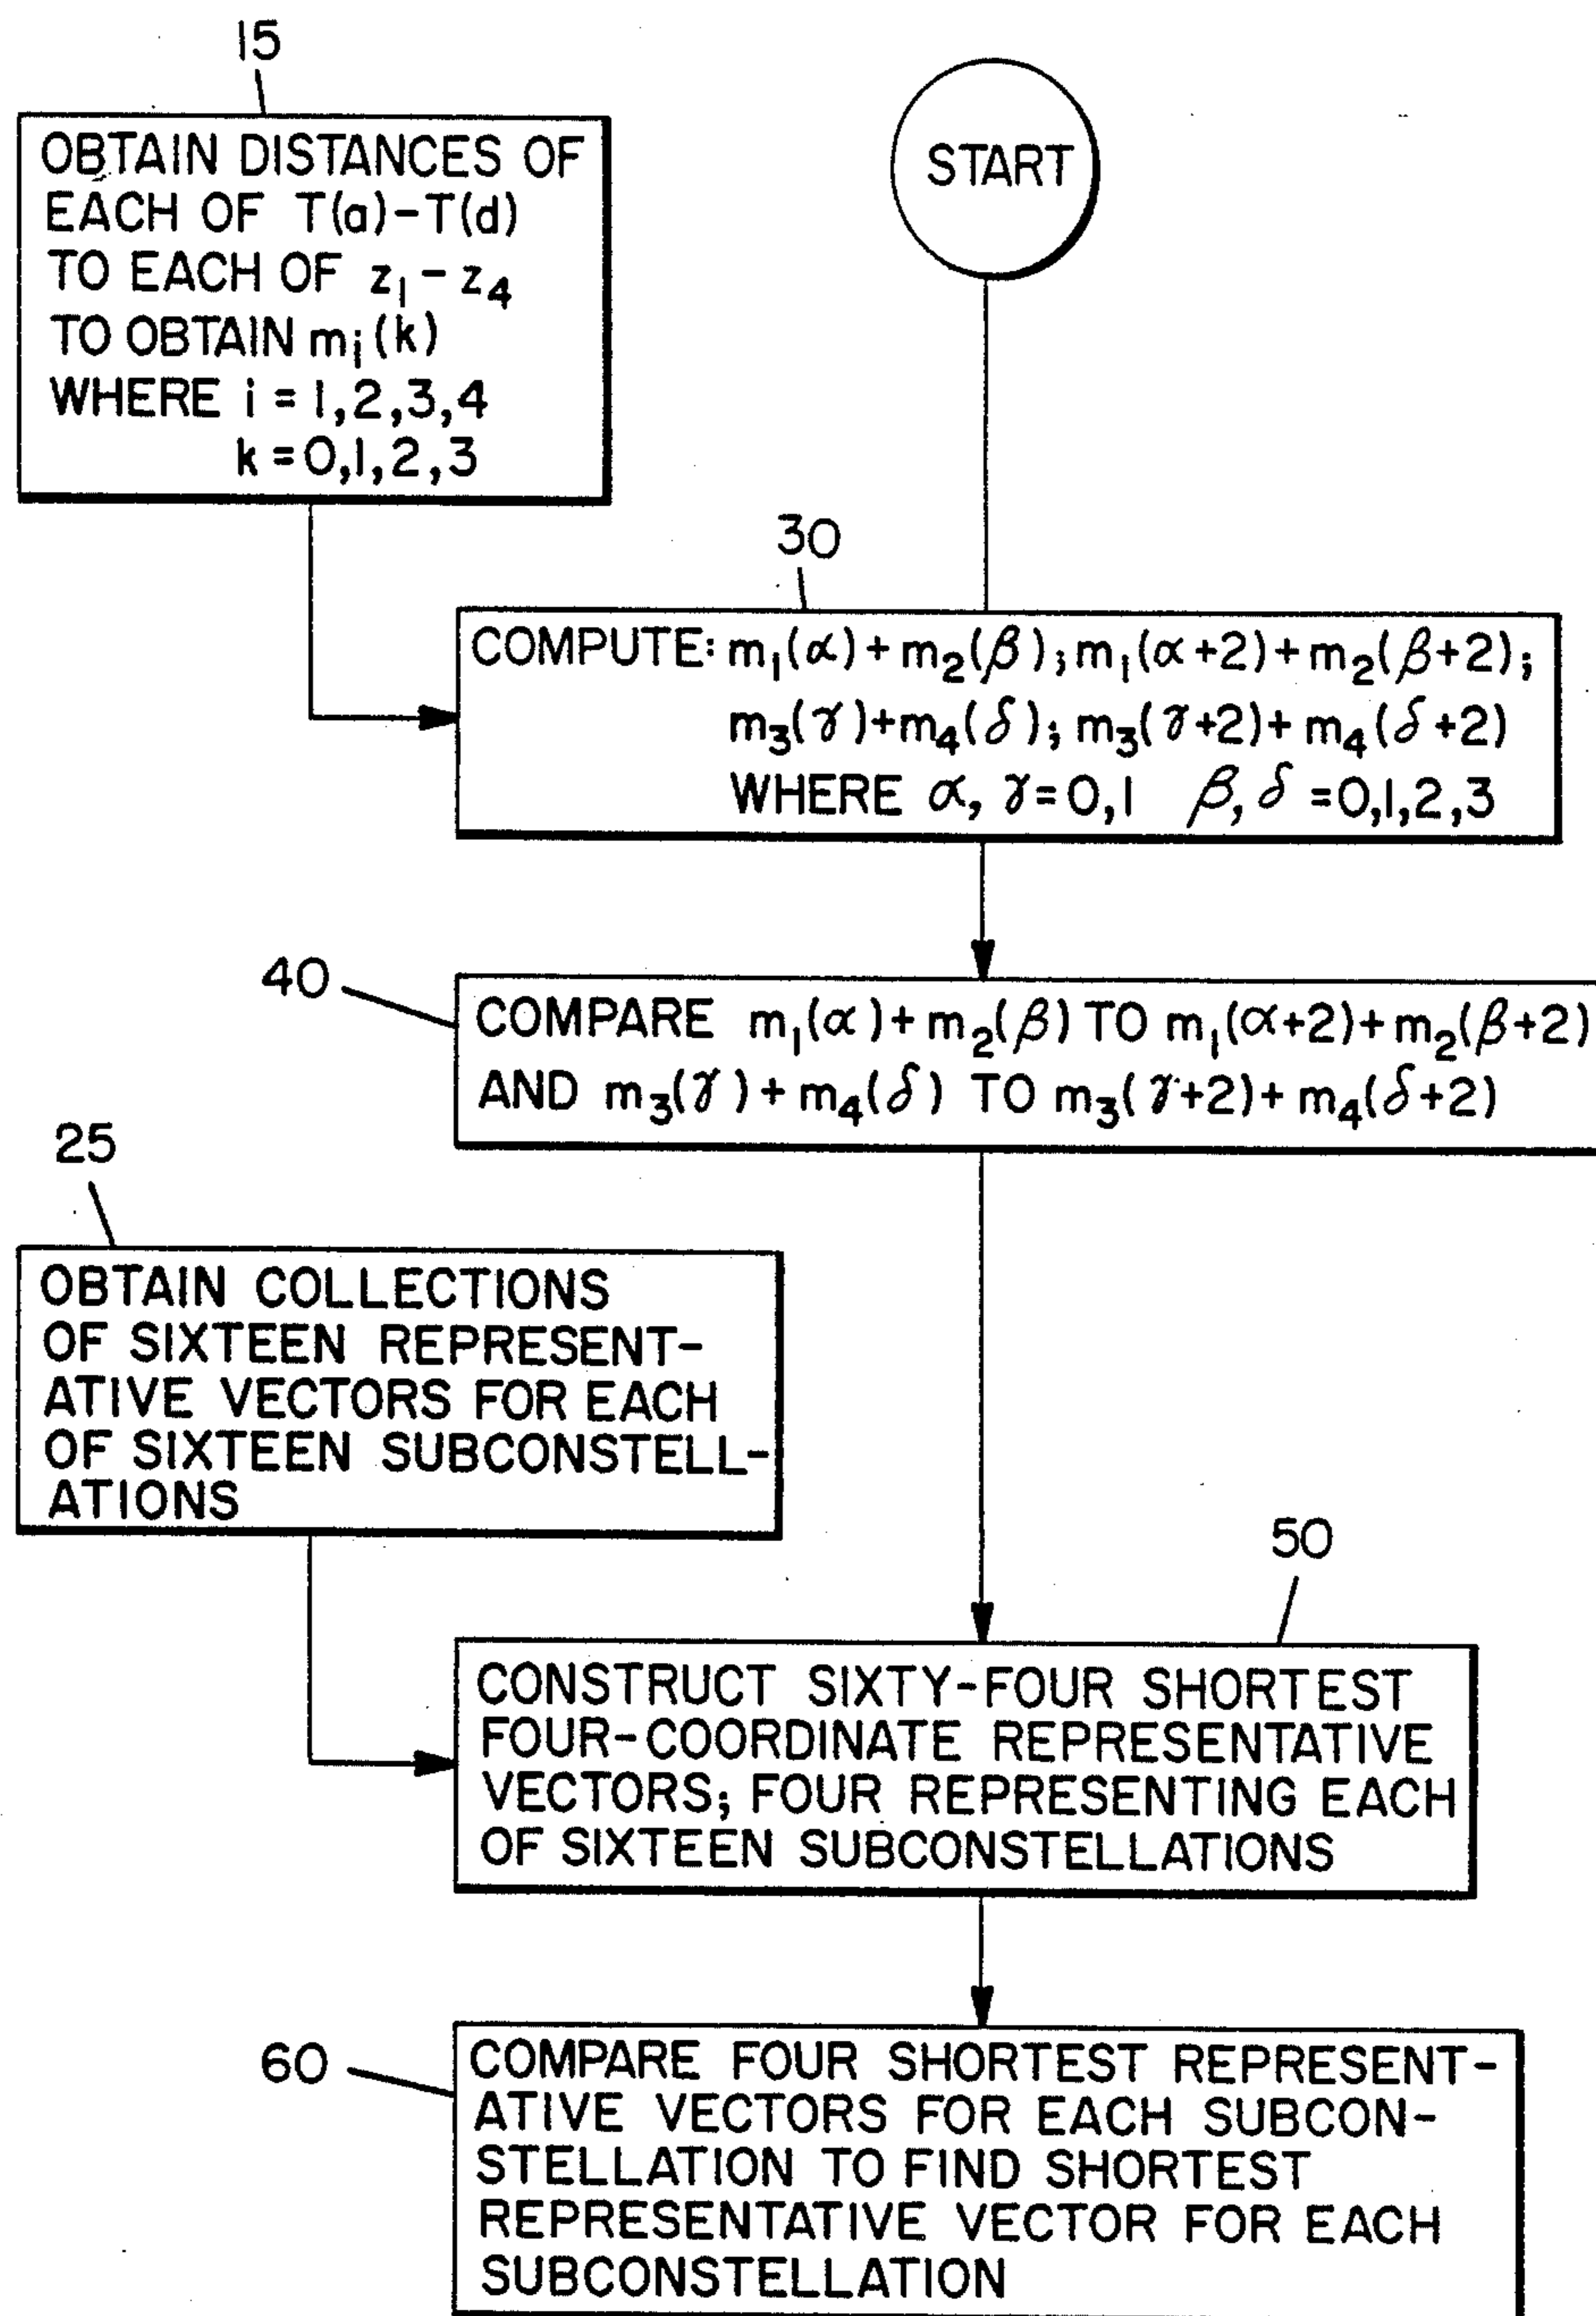 15
OBTAIN DISTANCES OF
EACH OF T(a)-T(d)
TO EACH OF z₁-z₄
TO OBTAIN mᵢ(k)
WHERE i = 1,2,3,4
k = 0,1,2,3
START
30
COMPUTE: m₁(α)+m₂(β); m₁(α+2)+m₂(β+2);
m₃(γ)+m₄(δ); m₃(γ+2)+m₄(δ+2)
WHERE α, γ=0,1 β, δ =0,1,2,3
40
COMPARE m₁(α)+m₂(β) TO m₁(α+2)+m₂(β+2)
AND m₃(γ)+m₄(δ) TO m₃(γ+2)+m₄(δ+2)
25
OBTAIN COLLECTIONS
OF SIXTEEN REPRESENT-
ATIVE VECTORS FOR EACH
OF SIXTEEN SUBCONSTELL-
ATIONS
50
CONSTRUCT SIXTY-FOUR SHORTEST
FOUR-COORDINATE REPRESENTATIVE
VECTORS; FOUR REPRESENTING EACH
OF SIXTEEN SUBCONSTELLATIONS
60
COMPARE FOUR SHORTEST REPRESENT-
ATIVE VECTORS FOR EACH SUBCON-
STELLATION TO FIND SHORTEST
REPRESENTATIVE VECTOR FOR EACH
SUBCONSTELLATION